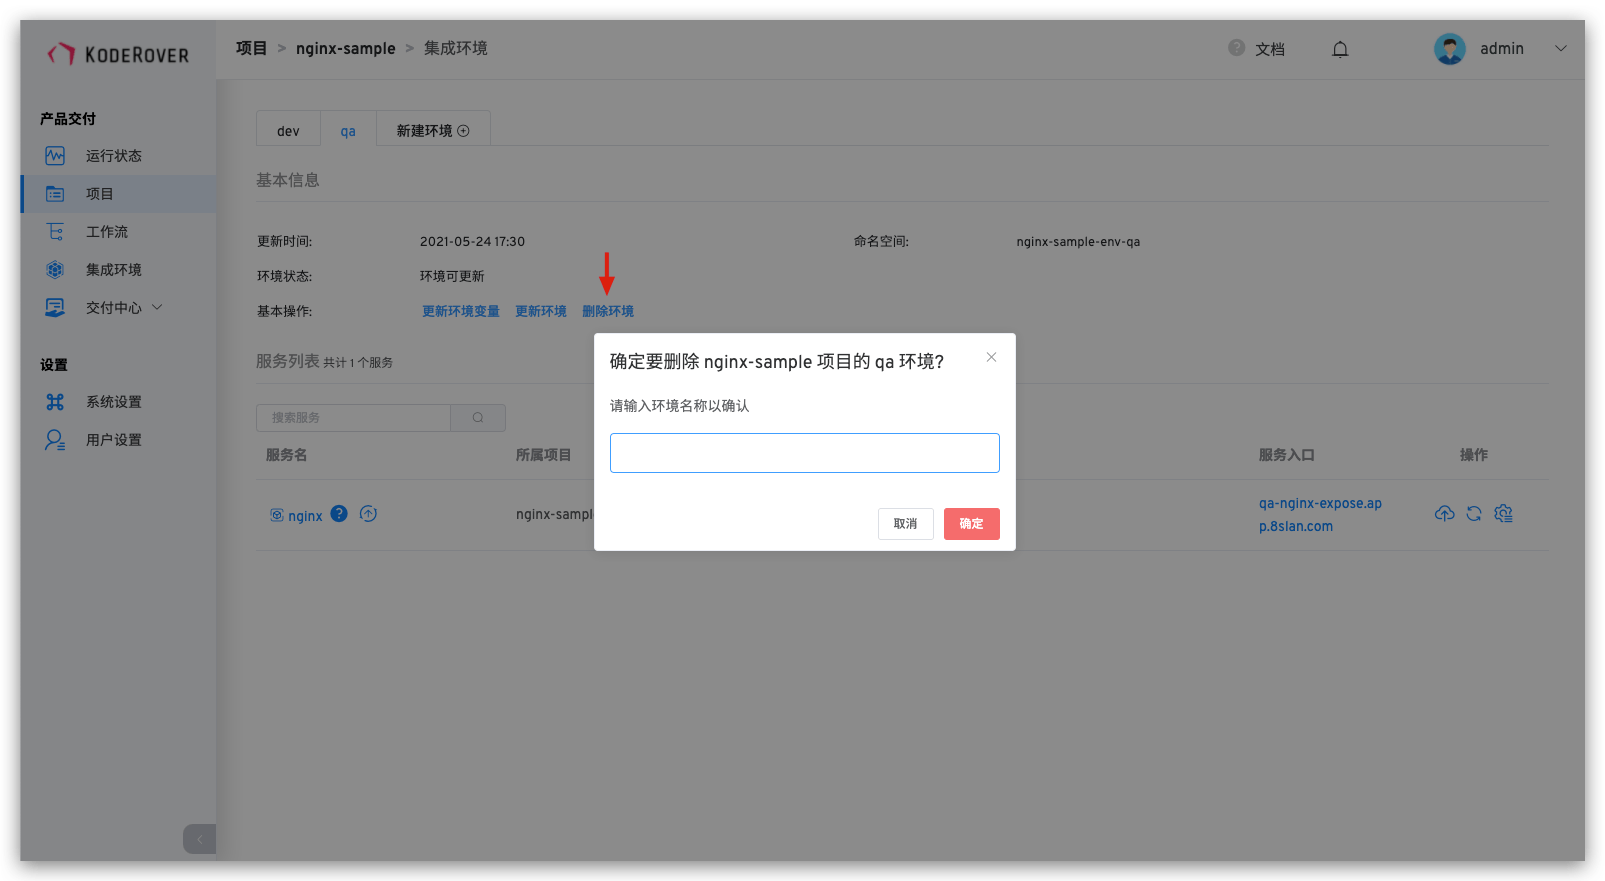 KODEROVER
项目 > nginx-sample > 集成环境
? 文档
admin
产品交付
运行状态
项目
工作流
集成环境
交付中心
设置
系统设置
用户设置
dev
qa
新建环境
基本信息
更新时间:
2021-05-24 17:30
命名空间:
nginx-sample-env-qa
环境状态:
环境可更新
基本操作:
更新环境变量 更新环境 删除环境
服务列表 共计 1 个服务
搜索服务
服务名
所属项目
服务入口
操作
nginx ?
nginx-sampl
qa-nginx-expose.ap
p.8slan.com
确定要删除 nginx-sample 项目的 qa 环境?
请输入环境名称以确认
取消
确定